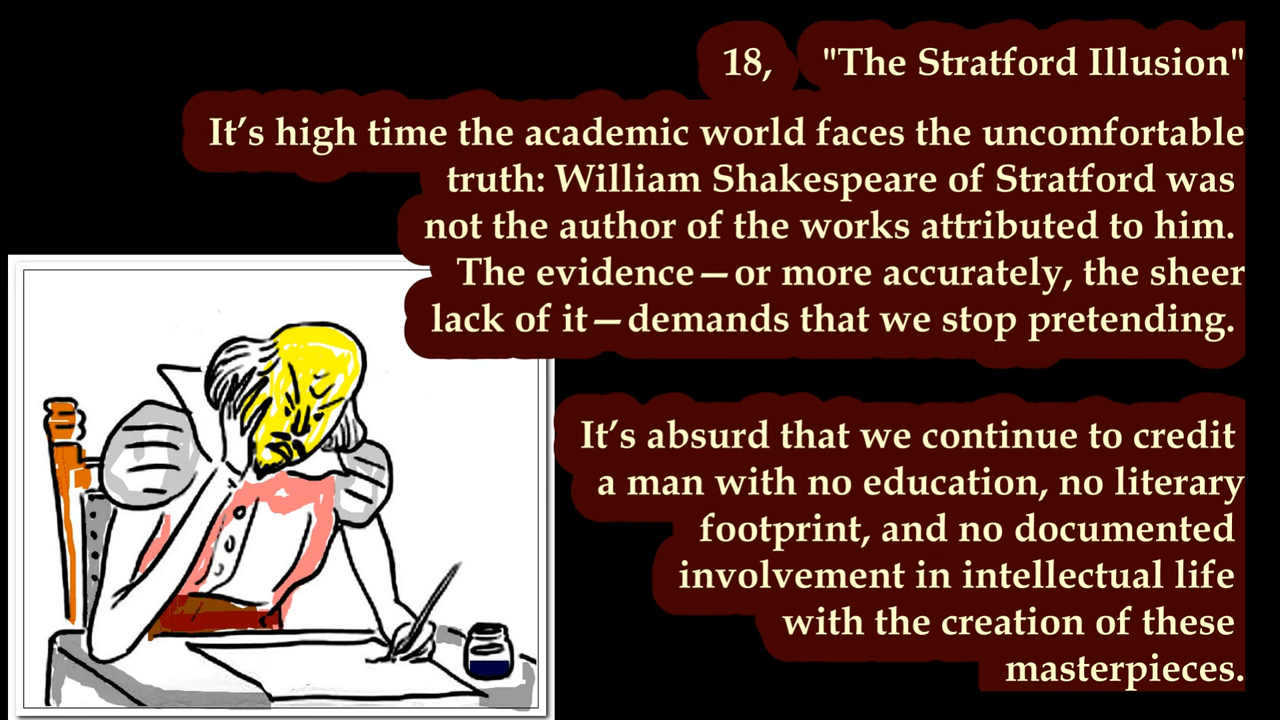 18, "The Stratford Illusion"
It’s high time the academic world faces the uncomfortable
truth: William Shakespeare of Stratford was
not the author of the works attributed to him.
The evidence—or more accurately, the sheer
lack of it—demands that we stop pretending.
It’s absurd that we continue to credit
a man with no education, no literary
footprint, and no documented
involvement in intellectual life
with the creation of these
masterpieces.